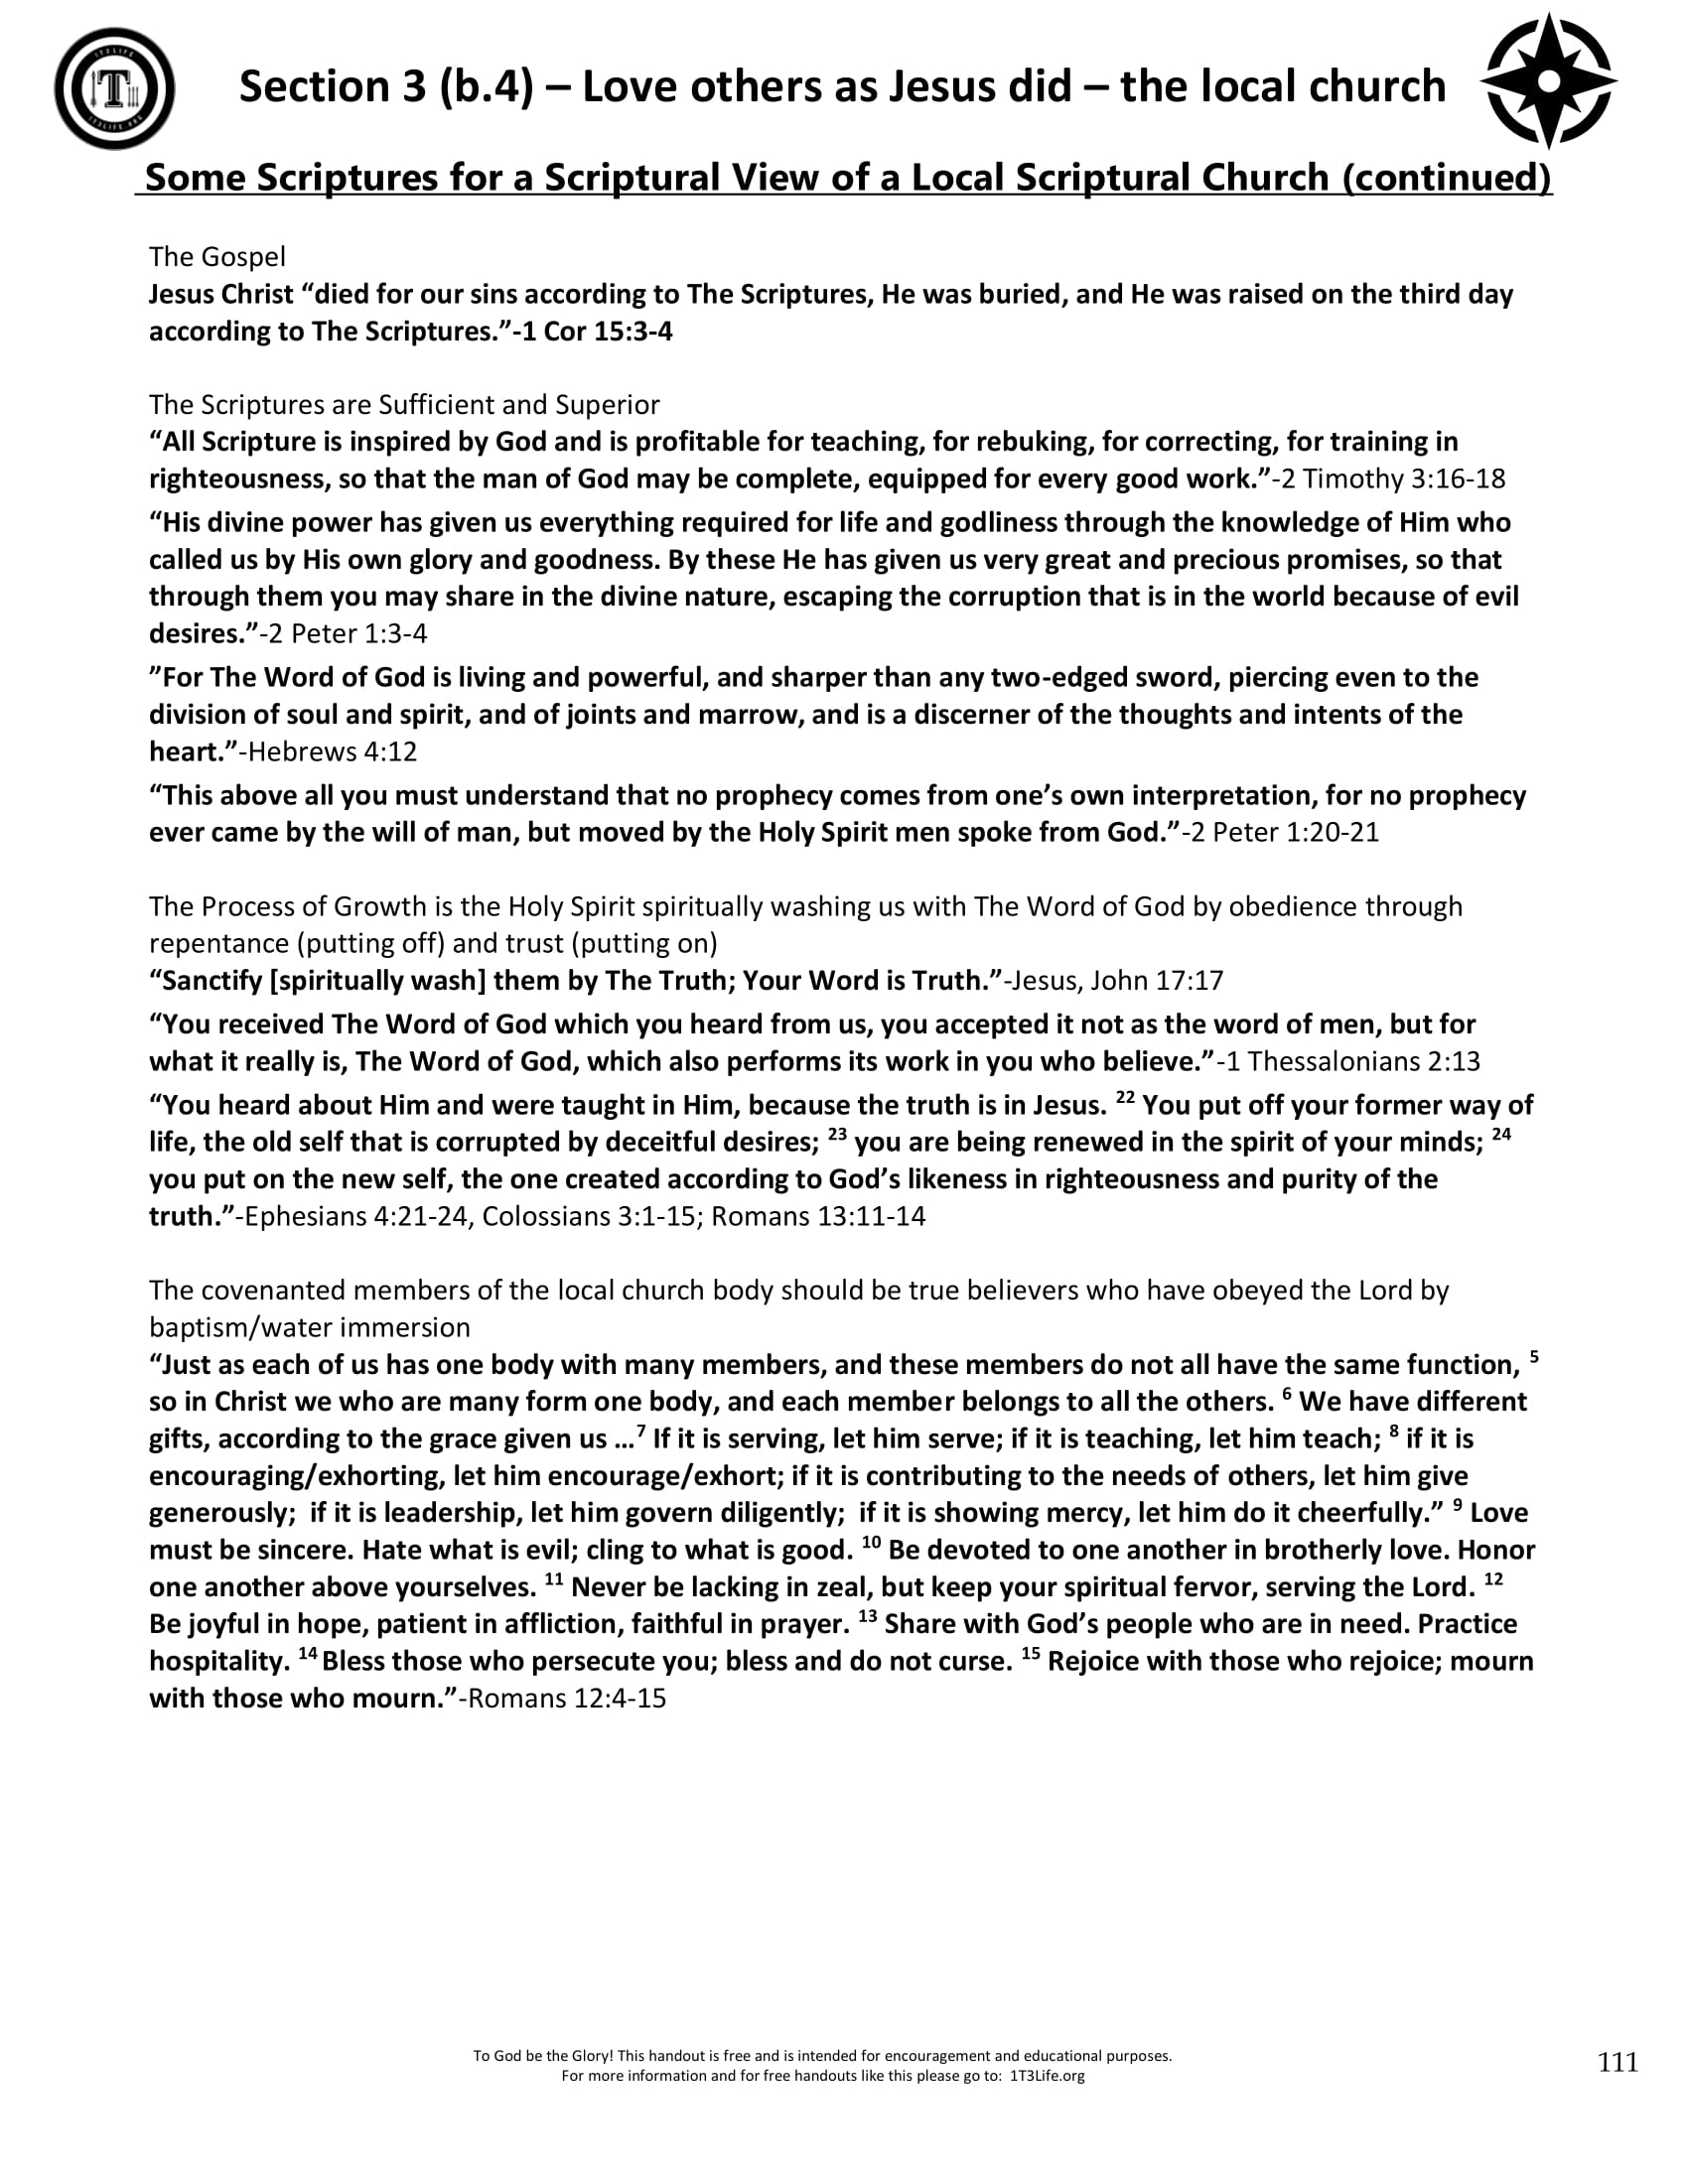 1T3LIFE
T
1T3LIFE.ORG
Section 3 (b.4) – Love others as Jesus did – the local church
Some Scriptures for a Scriptural View of a Local Scriptural Church (continued)
The Gospel
Jesus Christ “died for our sins according to The Scriptures, He was buried, and He was raised on the third day
according to The Scriptures.”-1 Cor 15:3-4
The Scriptures are Sufficient and Superior
“All Scripture is inspired by God and is profitable for teaching, for rebuking, for correcting, for training in
righteousness, so that the man of God may be complete, equipped for every good work.”-2 Timothy 3:16-18
“His divine power has given us everything required for life and godliness through the knowledge of Him who
called us by His own glory and goodness. By these He has given us very great and precious promises, so that
through them you may share in the divine nature, escaping the corruption that is in the world because of evil
desires.”-2 Peter 1:3-4
”For The Word of God is living and powerful, and sharper than any two-edged sword, piercing even to the
division of soul and spirit, and of joints and marrow, and is a discerner of the thoughts and intents of the
heart.”-Hebrews 4:12
“This above all you must understand that no prophecy comes from one’s own interpretation, for no prophecy
ever came by the will of man, but moved by the Holy Spirit men spoke from God.”-2 Peter 1:20-21
The Process of Growth is the Holy Spirit spiritually washing us with The Word of God by obedience through
repentance (putting off) and trust (putting on)
“Sanctify [spiritually wash] them by The Truth; Your Word is Truth.”-Jesus, John 17:17
“You received The Word of God which you heard from us, you accepted it not as the word of men, but for
what it really is, The Word of God, which also performs its work in you who believe.”-1 Thessalonians 2:13
“You heard about Him and were taught in Him, because the truth is in Jesus. 22 You put off your former way of
life, the old self that is corrupted by deceitful desires; 23 you are being renewed in the spirit of your minds; 24
you put on the new self, the one created according to God’s likeness in righteousness and purity of the
truth.”-Ephesians 4:21-24, Colossians 3:1-15; Romans 13:11-14
The covenanted members of the local church body should be true believers who have obeyed the Lord by
baptism/water immersion
“Just as each of us has one body with many members, and these members do not all have the same function, 5
so in Christ we who are many form one body, and each member belongs to all the others. 6 We have different
gifts, according to the grace given us ...7 If it is serving, let him serve; if it is teaching, let him teach; 8 if it is
encouraging/exhorting, let him encourage/exhort; if it is contributing to the needs of others, let him give
generously;  if it is leadership, let him govern diligently;  if it is showing mercy, let him do it cheerfully.” 9 Love
must be sincere. Hate what is evil; cling to what is good. 10 Be devoted to one another in brotherly love. Honor
one another above yourselves. 11 Never be lacking in zeal, but keep your spiritual fervor, serving the Lord. 12
Be joyful in hope, patient in affliction, faithful in prayer. 13 Share with God’s people who are in need. Practice
hospitality. 14 Bless those who persecute you; bless and do not curse. 15 Rejoice with those who rejoice; mourn
with those who mourn.”-Romans 12:4-15
To God be the Glory! This handout is free and is intended for encouragement and educational purposes.
For more information and for free handouts like this please go to:  1T3Life.org
111